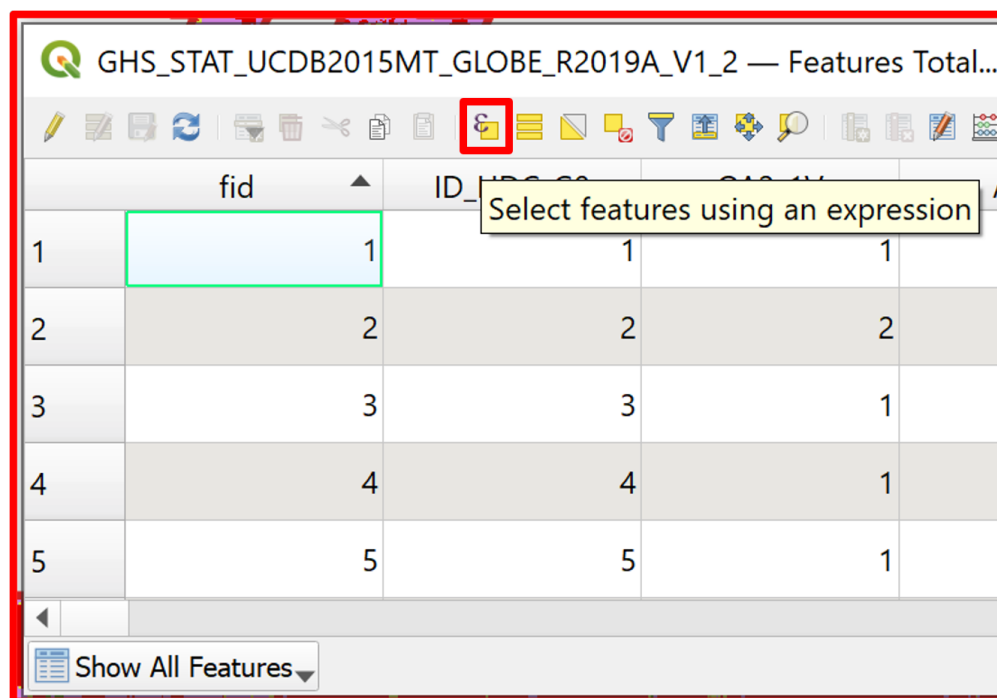 GHS_STAT_UCDB2015MT_GLOBE_R2019A_V1_2 — Features Total...
fid
Select features using an expression
1 1 1 1
2 2 2 2
3 3 3 1
4 4 4 1
5 5 5 1
Show All Features